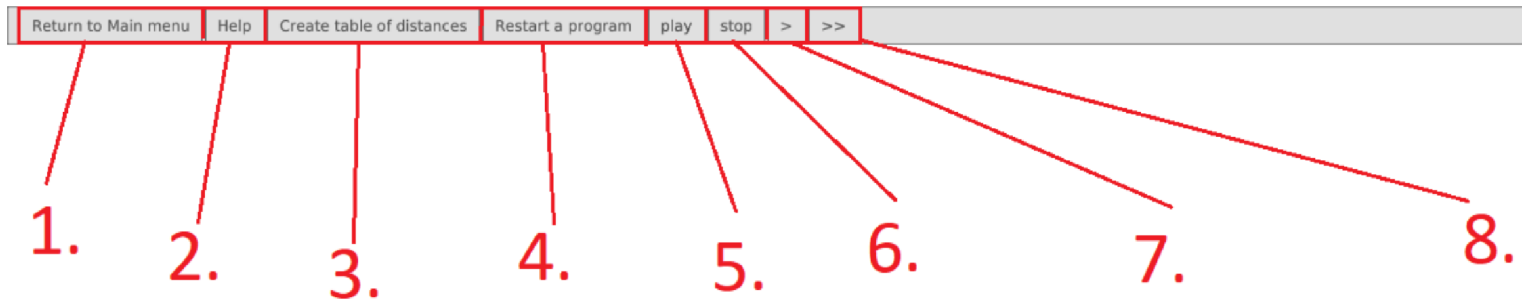 Return to Main menu Help Create table of distances Restart a program play stop > >>
1. 2. 3. 4. 5. 6. 7. 8.